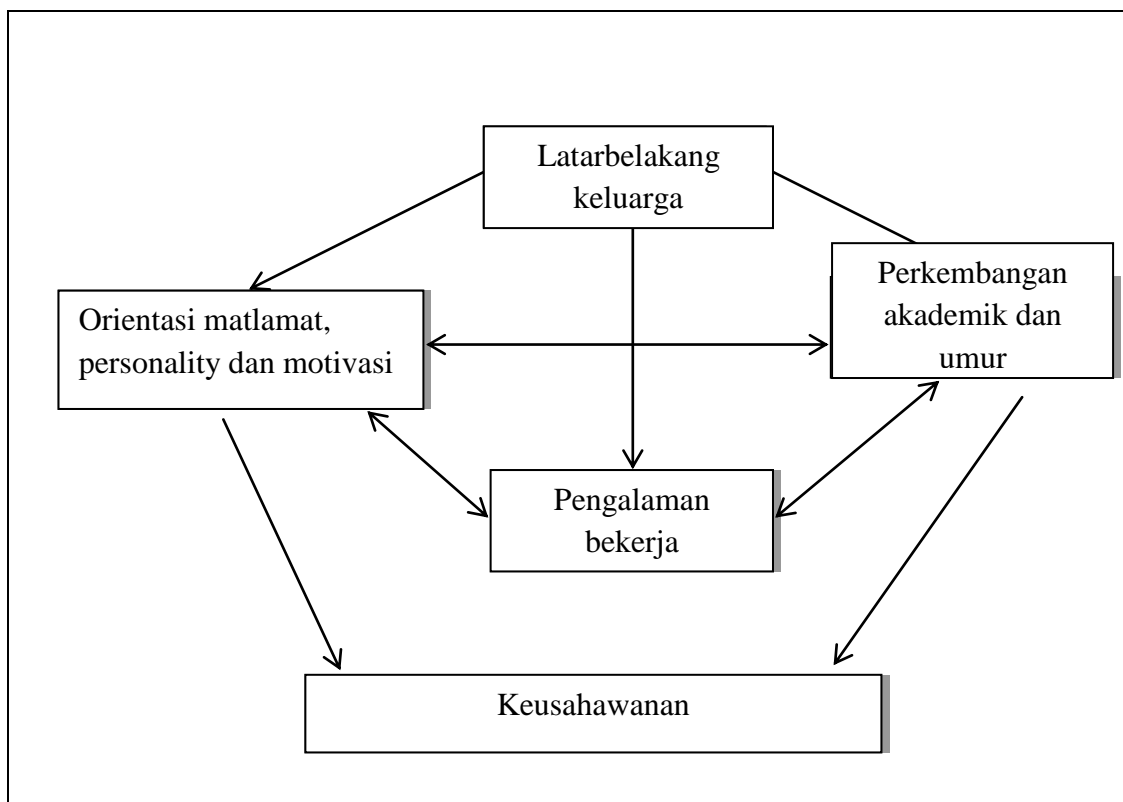 Latarbelakang
keluarga
Orientasi matlamat,
personality dan motivasi
Perkembangan
akademik dan
umur
Pengalaman
bekerja
Keusahawanan